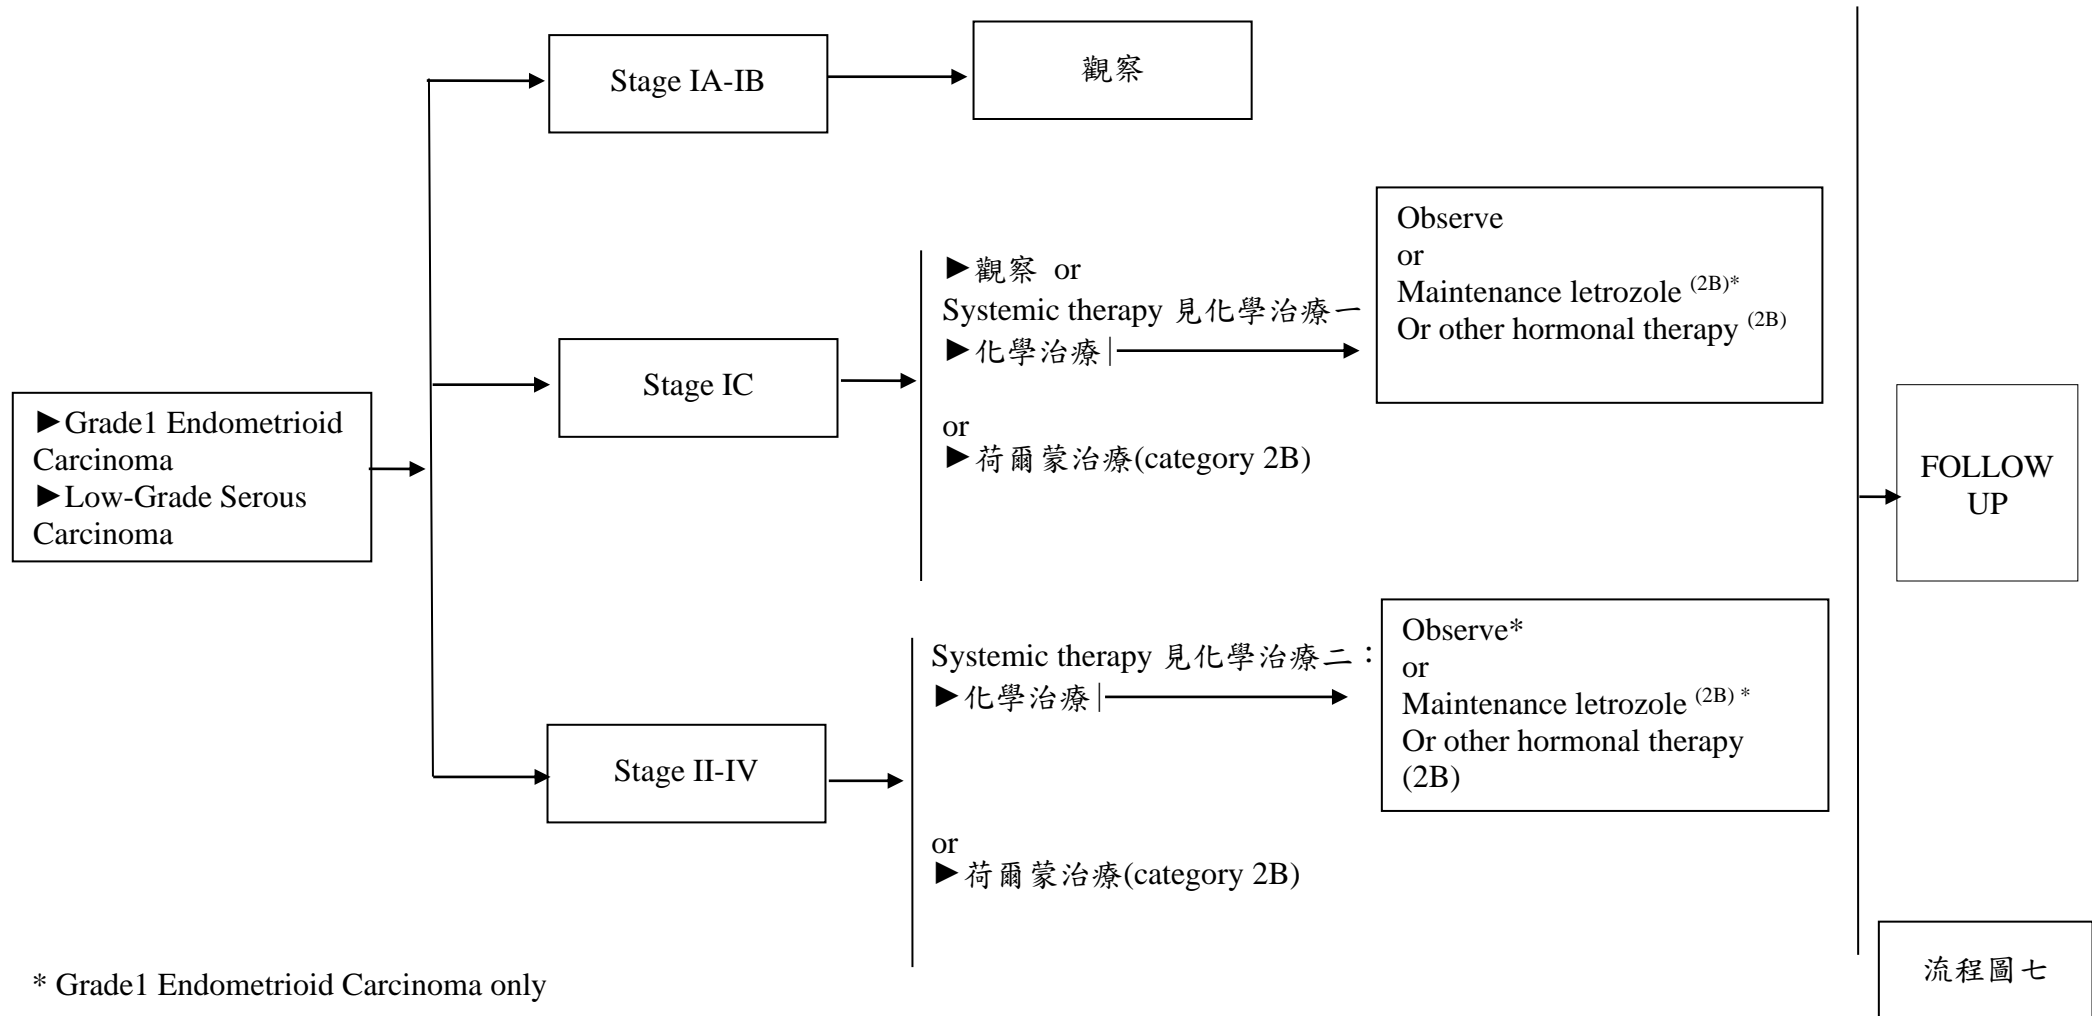 Stage IA-IB
觀察
►觀察 or
Systemic therapy 見化學治療一
►化學治療|
or
►荷爾蒙治療(category 2B)
Observe
or
Maintenance letrozole (2B)*
Or other hormonal therapy (2B)
Stage IC
►Grade1 Endometrioid
Carcinoma
►Low-Grade Serous
Carcinoma
FOLLOW
UP
Stage II-IV
Systemic therapy 見化學治療二：
►化學治療|
or
►荷爾蒙治療(category 2B)
Observe*
or
Maintenance letrozole (2B) *
Or other hormonal therapy
(2B)
* Grade1 Endometrioid Carcinoma only
流程圖七